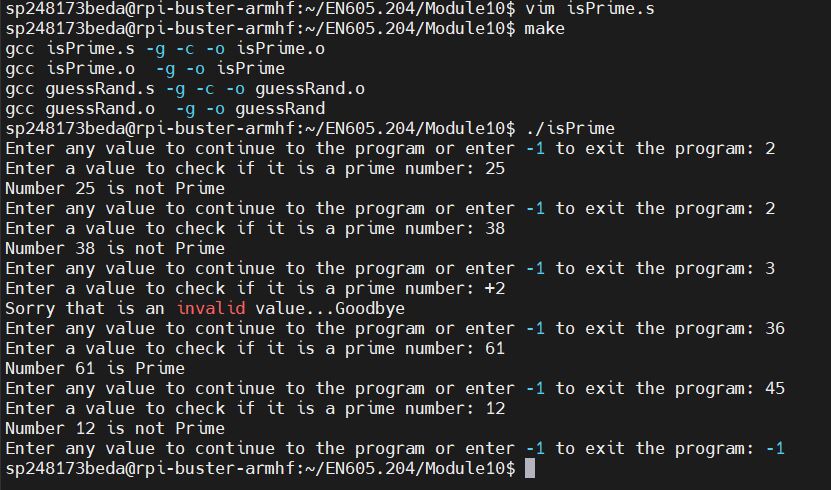 sp248173beda@rpi-buster-armhf:~/EN605.204/Module10$ vim isPrime.s
sp248173beda@rpi-buster-armhf:~/EN605.204/Module10$ make
gcc isPrime.s -g -c -o isPrime.o
gcc isPrime.o  -g -o isPrime
gcc guessRand.s -g -c -o guessRand.o
gcc guessRand.o  -g -o guessRand
sp248173beda@rpi-buster-armhf:~/EN605.204/Module10$ ./isPrime
Enter any value to continue to the program or enter -1 to exit the program: 2
Enter a value to check if it is a prime number: 25
Number 25 is not Prime
Enter any value to continue to the program or enter -1 to exit the program: 2
Enter a value to check if it is a prime number: 38
Number 38 is not Prime
Enter any value to continue to the program or enter -1 to exit the program: 3
Enter a value to check if it is a prime number: +2
Sorry that is an invalid value...Goodbye
Enter any value to continue to the program or enter -1 to exit the program: 36
Enter a value to check if it is a prime number: 61
Number 61 is Prime
Enter any value to continue to the program or enter -1 to exit the program: 45
Enter a value to check if it is a prime number: 12
Number 12 is not Prime
Enter any value to continue to the program or enter -1 to exit the program: -1
sp248173beda@rpi-buster-armhf:~/EN605.204/Module10$